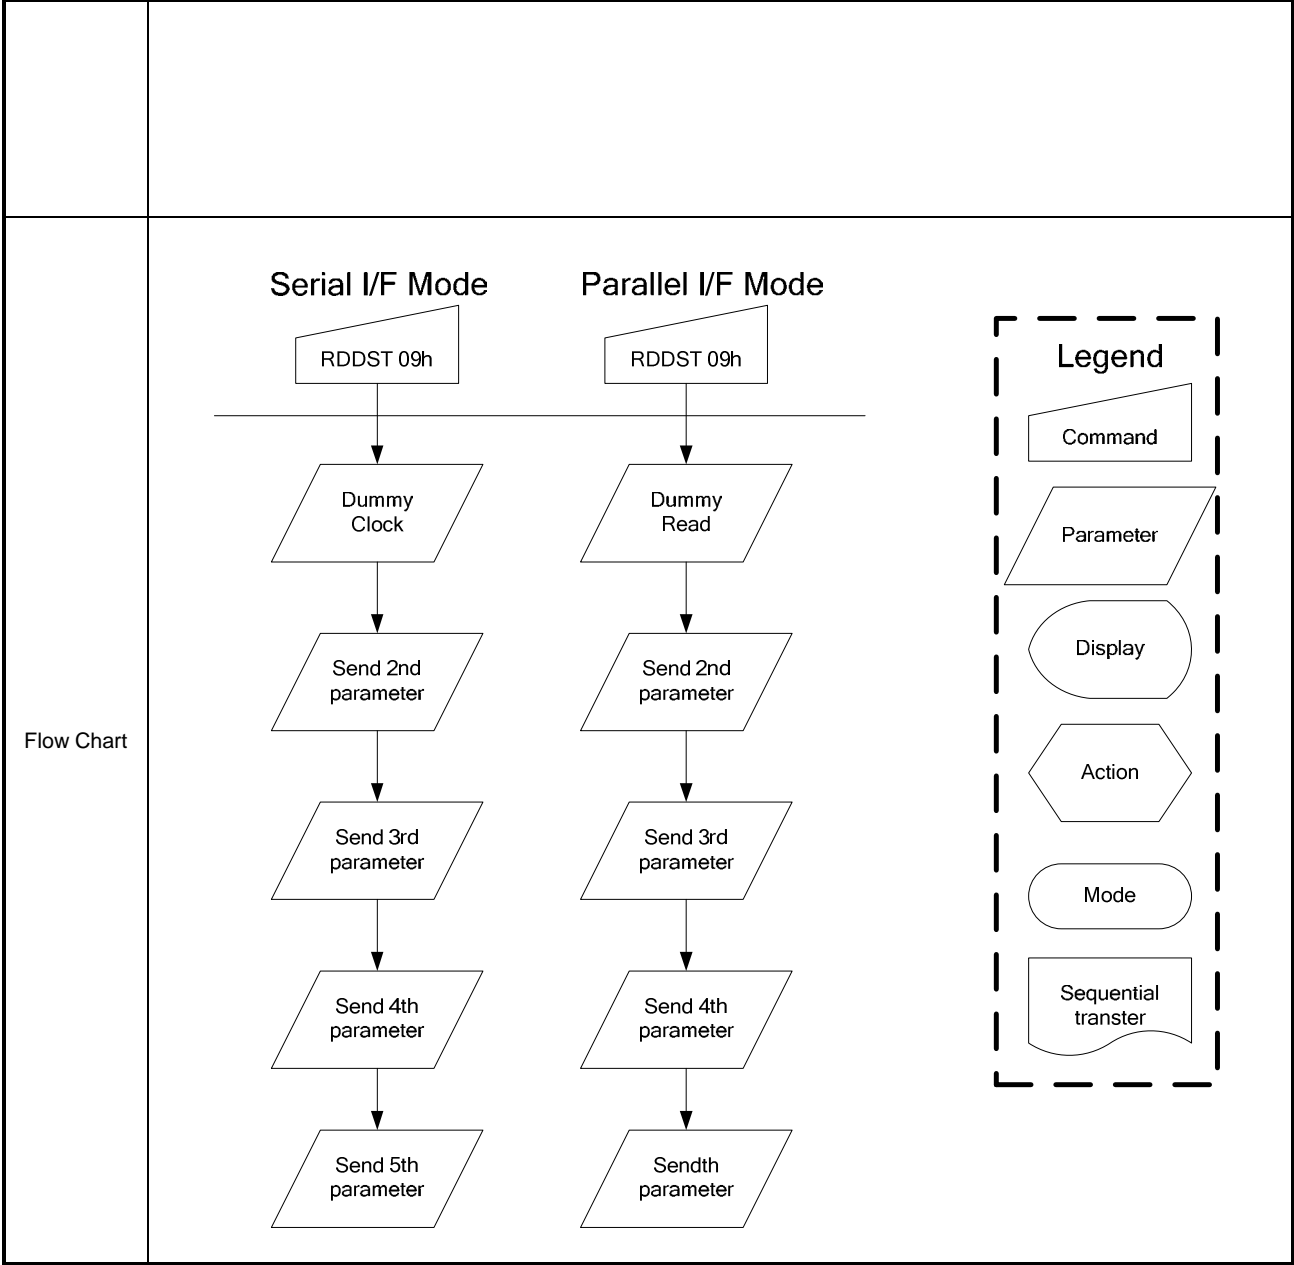 Flow Chart
Serial I/F Mode
RDDST 09h
Dummy
Clock
Send 2nd
parameter
Send 3rd
parameter
Send 4th
parameter
Send 5th
parameter
Parallel I/F Mode
RDDST 09h
Dummy
Read
Send 2nd
parameter
Send 3rd
parameter
Send 4th
parameter
Sendth
parameter
Legend
Command
Parameter
Display
Action
Mode
Sequential
transter